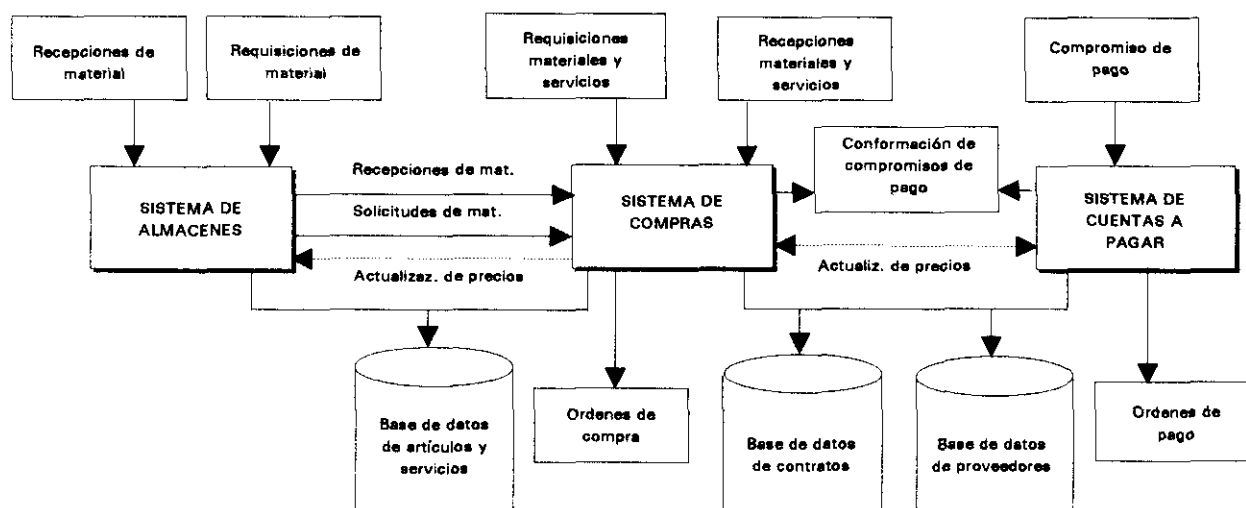 Recepciones de
material
Requisiciones de
material
Requisiciones
materiales y
servicios
Recepciones
materiales y
servicios
Compromiso de
pago
Conformación de
compromisos de
pago
Recepciones de mat.
Solicitudes de mat.
Actualizaz. de precios
SISTEMA DE
ALMACENES
SISTEMA DE
COMPRAS
Actualiz. de precios
SISTEMA DE
CUENTAS A
PAGAR
Base de datos
de artículos y
servicios
Ordenes de
compra
Base de datos
de contratos
Base de datos
de proveedores
Ordenes de
pago